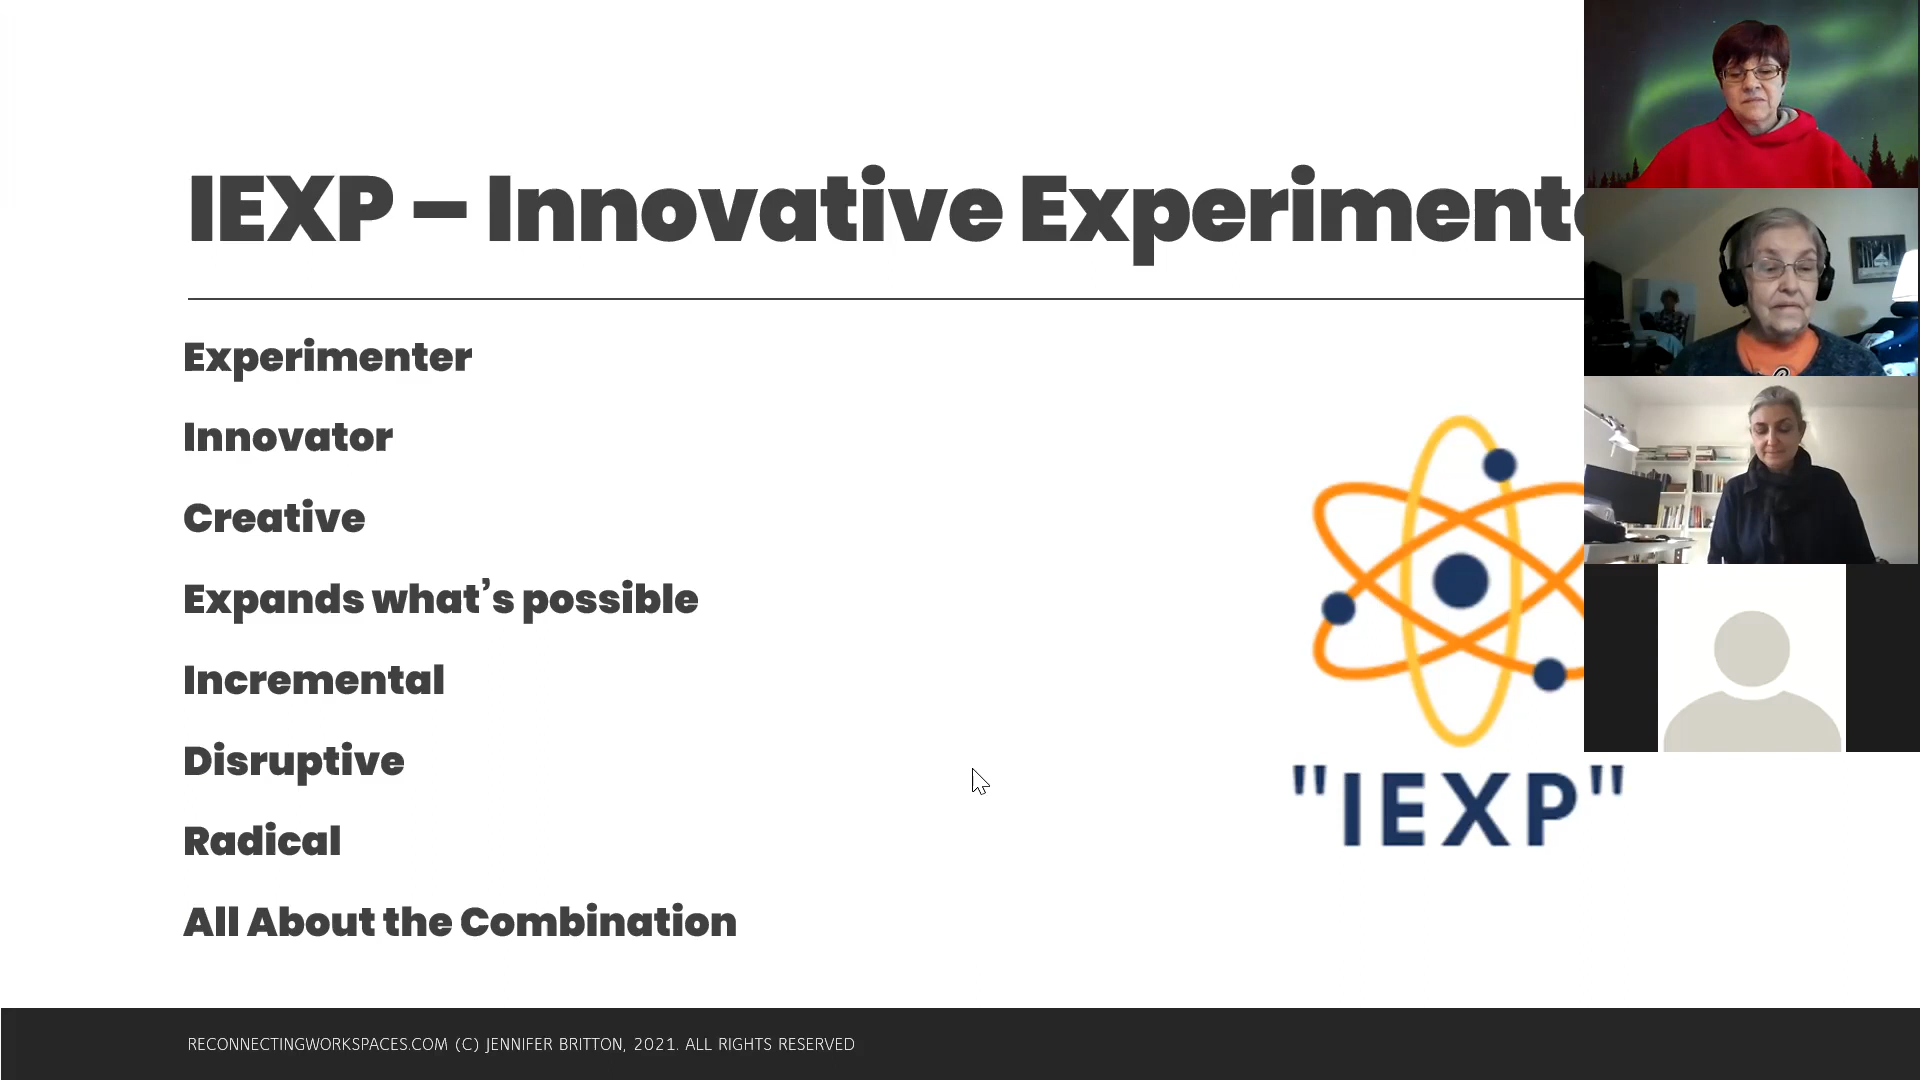 IEXP – Innovative Experimente
Experimenter
Innovator
Creative
Expands what’s possible
Incremental
Disruptive
Radical
All About the Combination
"IEXP"
RECONNECTINGWORKSPACES.COM (C) JENNIFER BRITTON, 2021. ALL RIGHTS RESERVED